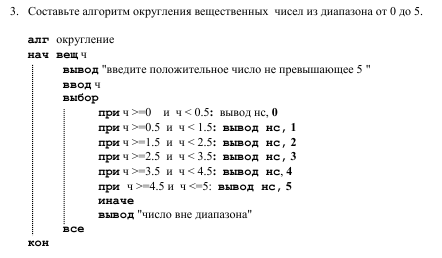 3. Составьте алгоритм округления вещественных чисел из диапазона от 0 до 5.
алг округление
нач вещ ч
вывод "введите положительное число не превышающее 5 "
ввод ч
выбор
при ч >=0 и ч < 0.5: вывод нс, 0
при ч >=0.5 и ч < 1.5: вывод нс, 1
при ч >=1.5 и ч < 2.5: вывод нс, 2
при ч >=2.5 и ч < 3.5: вывод нс, 3
при ч >=3.5 и ч < 4.5: вывод нс, 4
при ч >=4.5 и ч <=5: вывод нс, 5
иначе
вывод "число вне диапазона"
все
кон